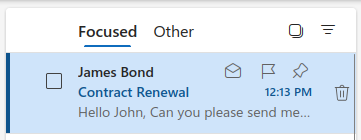 Focused Other
James Bond
Contract Renewal 12:13 PM
Hello John, Can you please send me...